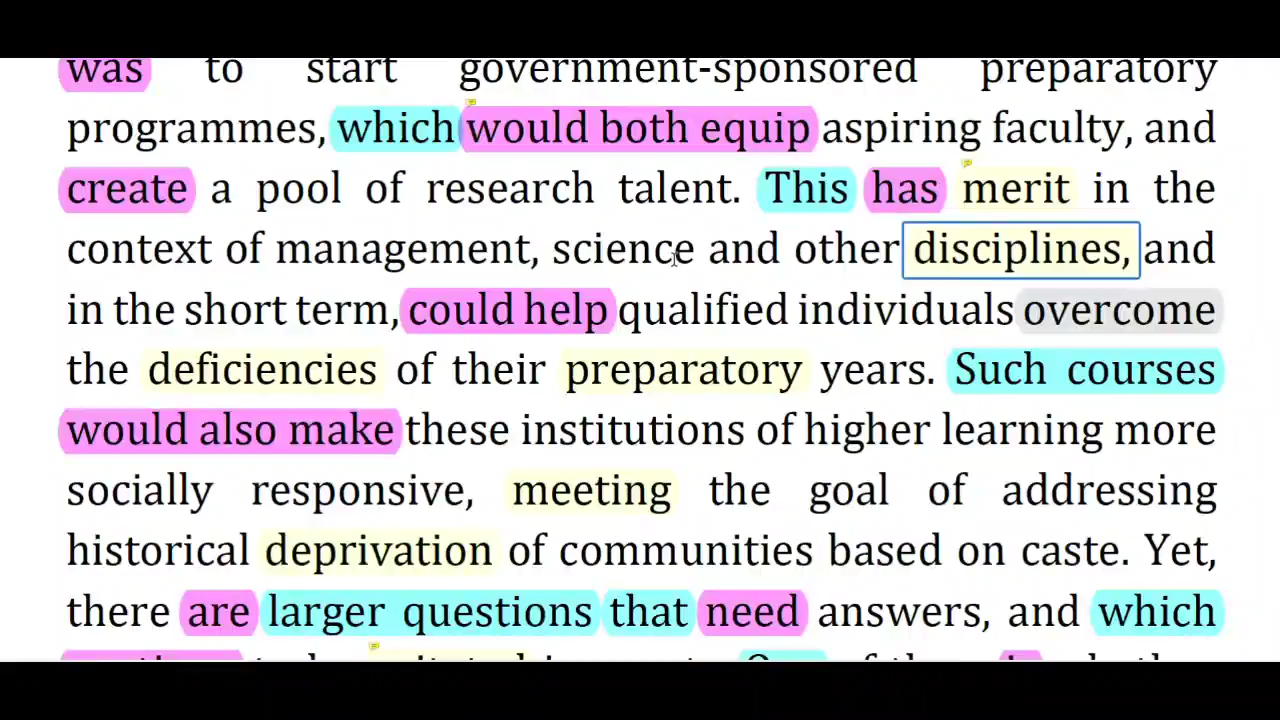 was to start government-sponsored preparatory
programmes, which would both equip aspiring faculty, and
create a pool of research talent. This has merit in the
context of management, science and other disciplines, and
in the short term, could help qualified individuals overcome
the deficiencies of their preparatory years. Such courses
would also make these institutions of higher learning more
socially responsive, meeting the goal of addressing
historical deprivation of communities based on caste. Yet,
there are larger questions that need answers, and which